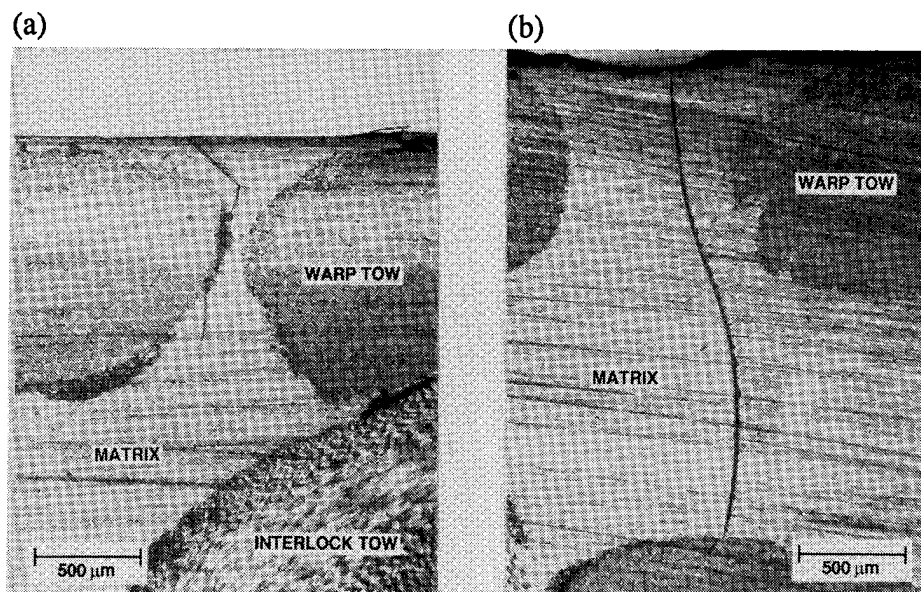 (a)
(b)
WARP TOW
MATRIX
INTERLOCK TOW
500 μm
WARP TOW
MATRIX
500 μm